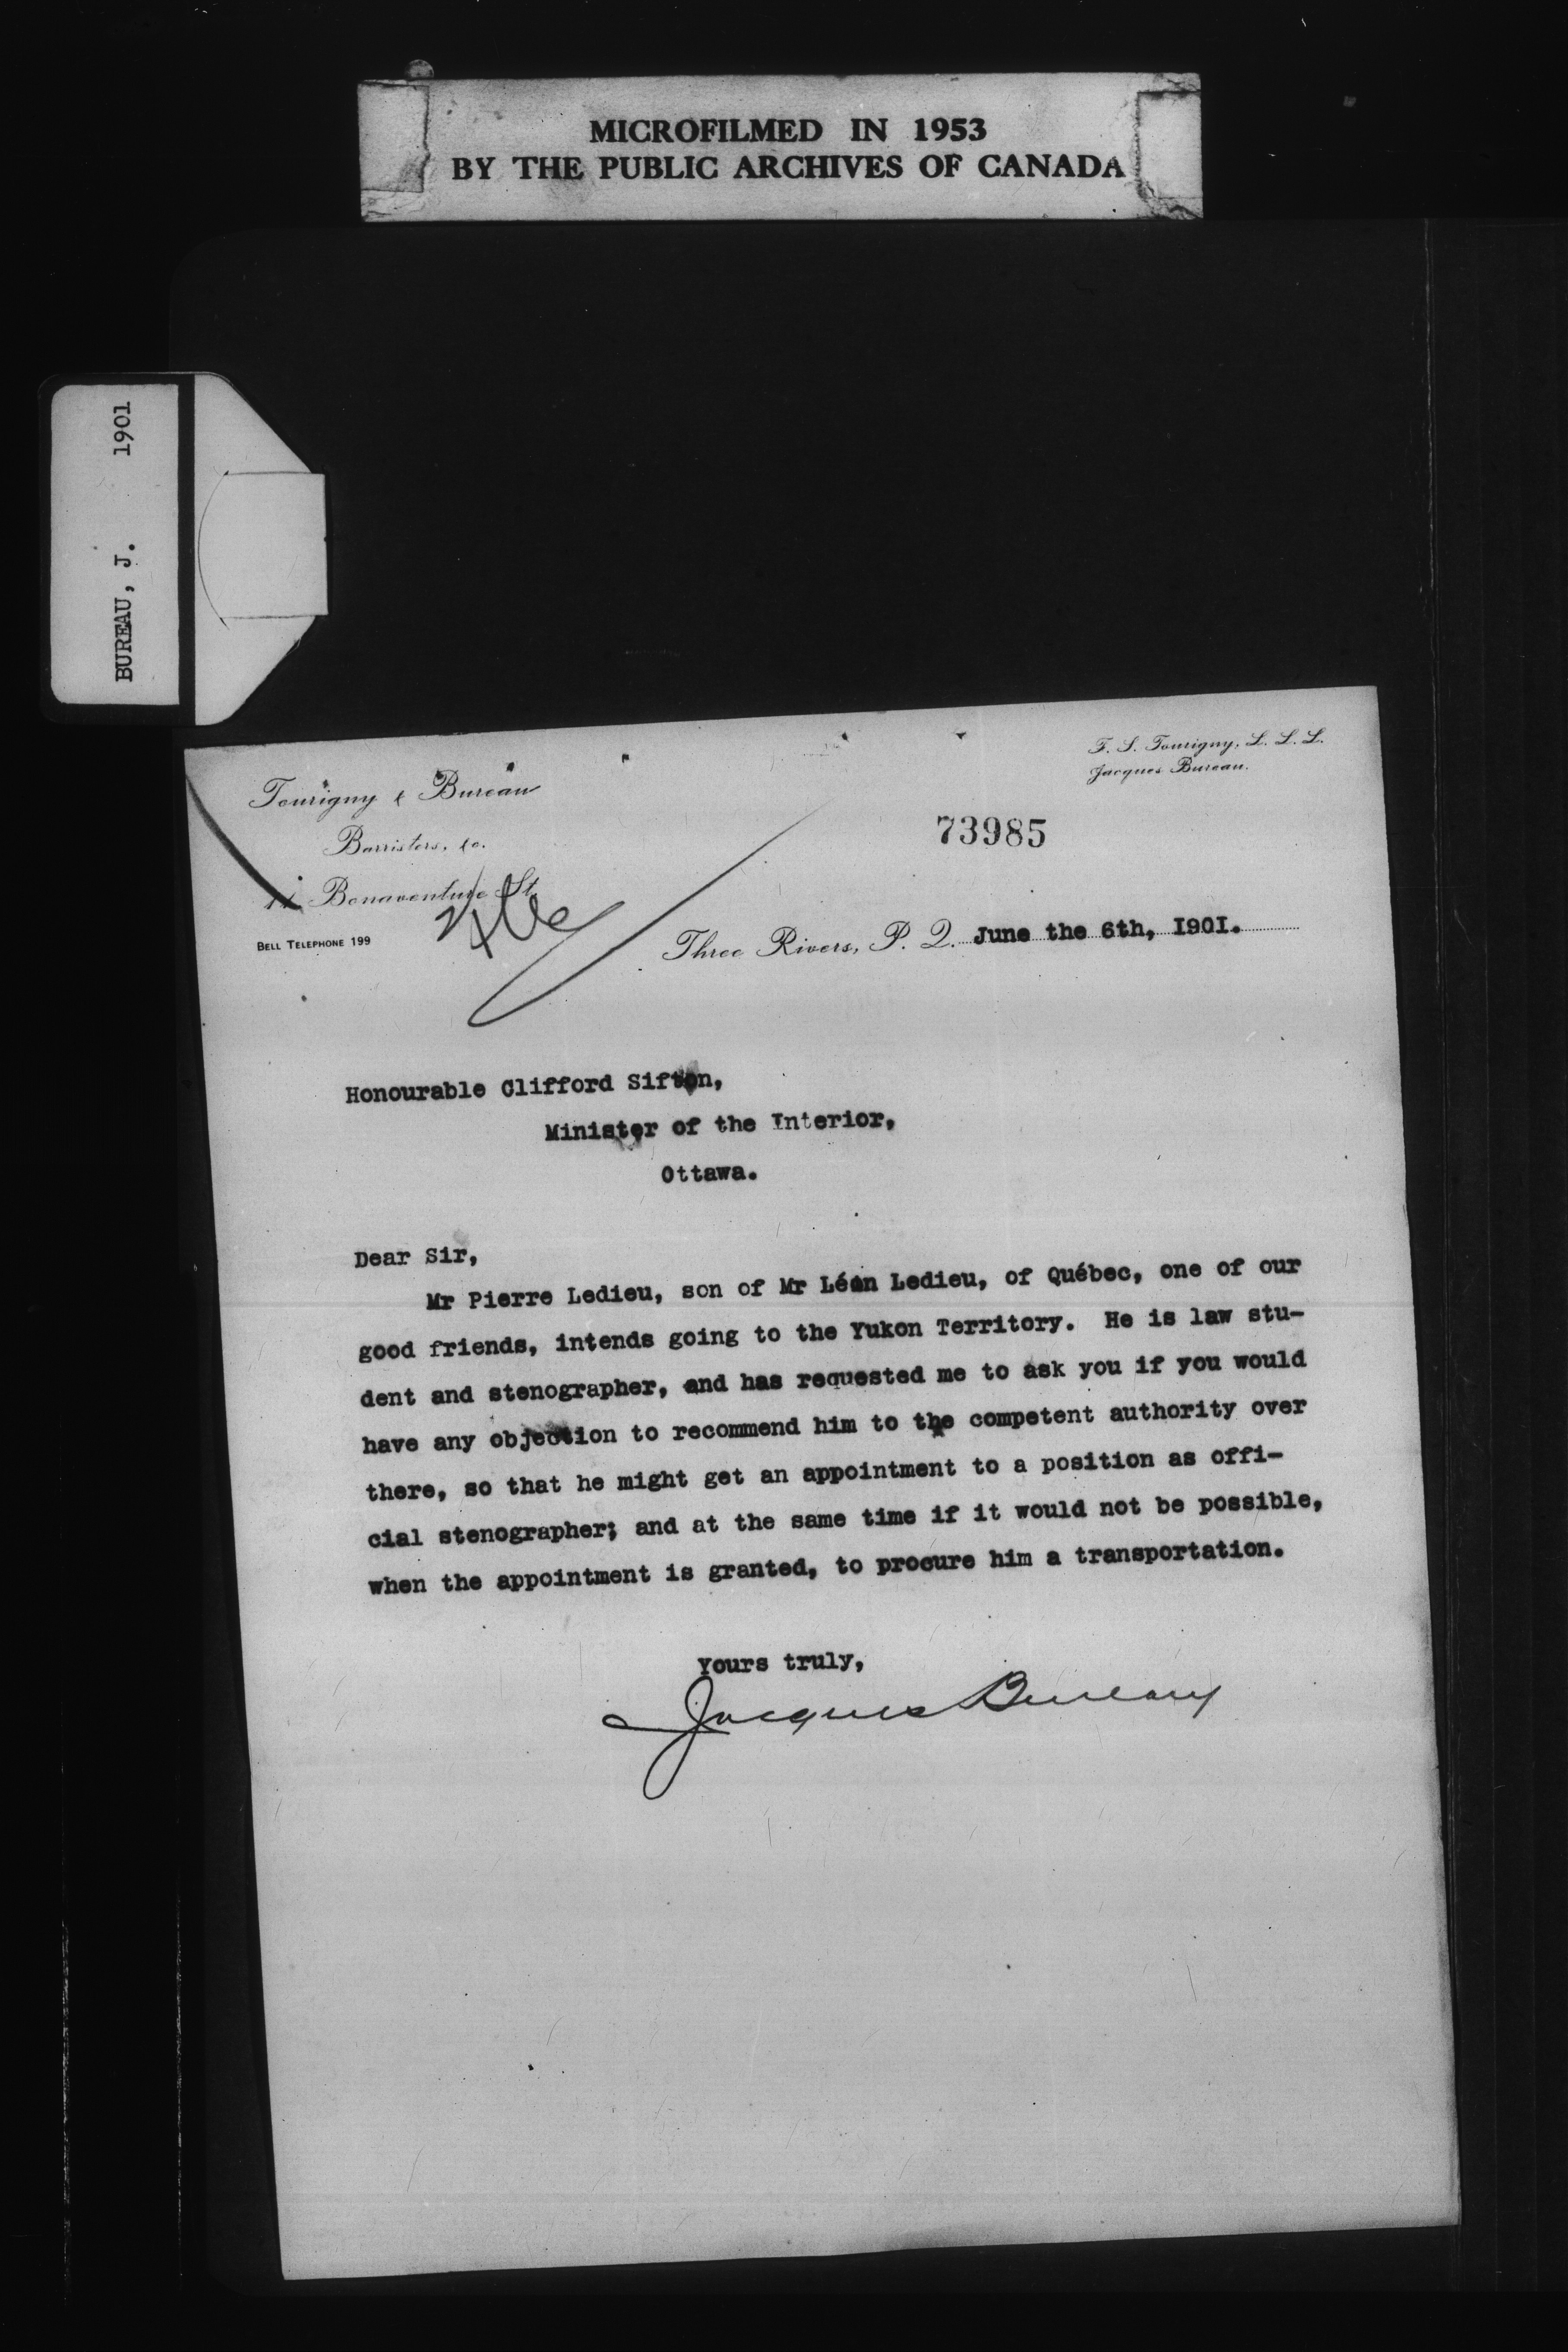 MICROFILMED IN 1953
BY THE PUBLIC ARCHIVES OF CANADA
BUREAU, J. 1901
F. S. Tourigny, L. L. L.
Jacques Bureau.
Tourigny & Bureau
Barristers, &c.
Bonaventure St.
BELL TELEPHONE 199
73985
Three Rivers, P. Q. June the 6th, I90I.
Honourable Clifford Sifton,
Minister of the Interior,
Ottawa.
Dear Sir,
Mr Pierre Ledieu, son of Mr Léon Ledieu, of Québec, one of our
good friends, intends going to the Yukon Territory. He is law stu-
dent and stenographer, and has requested me to ask you if you would
have any objection to recommend him to the competent authority over
there, so that he might get an appointment to a position as offi-
cial stenographer; and at the same time if it would not be possible,
when the appointment is granted, to procure him a transportation.
Yours truly,
Jacques Bureau